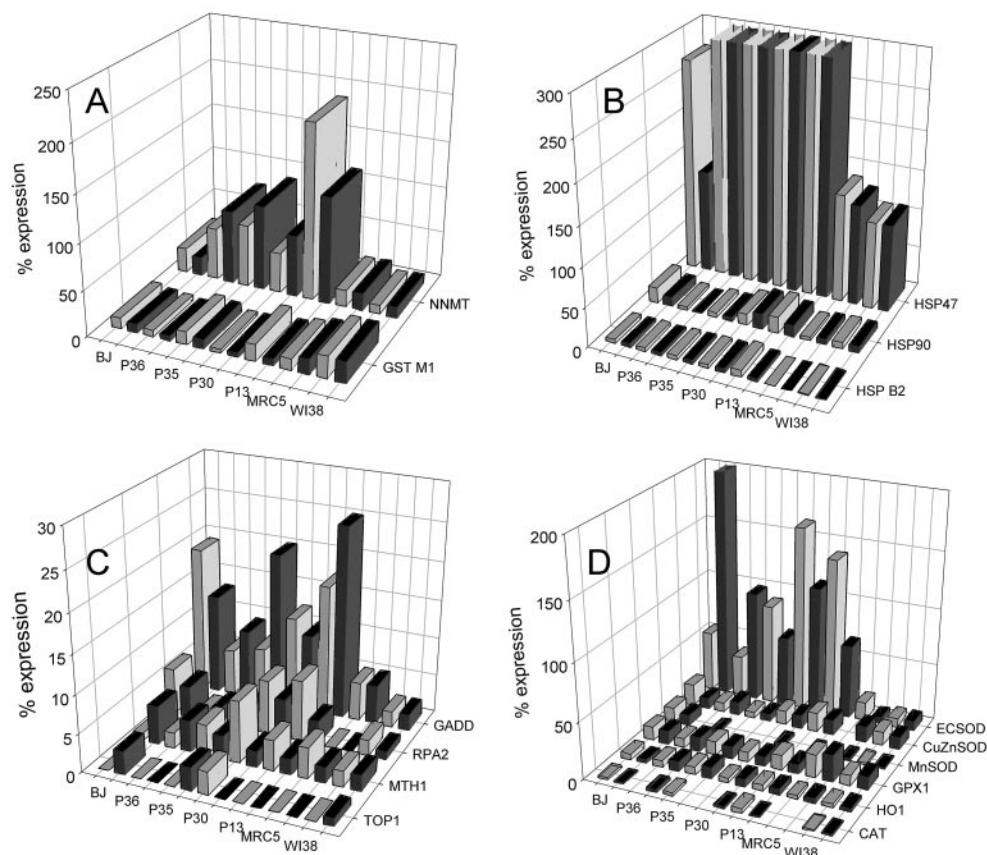 A
% expression
250
200
150
100
50
0
BJ
P36
P35
P30
P13
MRC5
WI38
NNMT
GST M1
B
% expression
300
250
200
150
100
50
0
BJ
P36
P35
P30
P13
MRC5
WI38
HSP47
HSP90
HSP B2
C
% expression
30
25
20
15
10
5
0
BJ
P36
P35
P30
P13
MRC5
WI38
GADD
RPA2
MTH1
TOP1
D
% expression
200
150
100
50
0
BJ
P36
P35
P30
P13
MRC5
WI38
ECSOD
CuZnSOD
MnSOD
GPX1
HO1
CAT